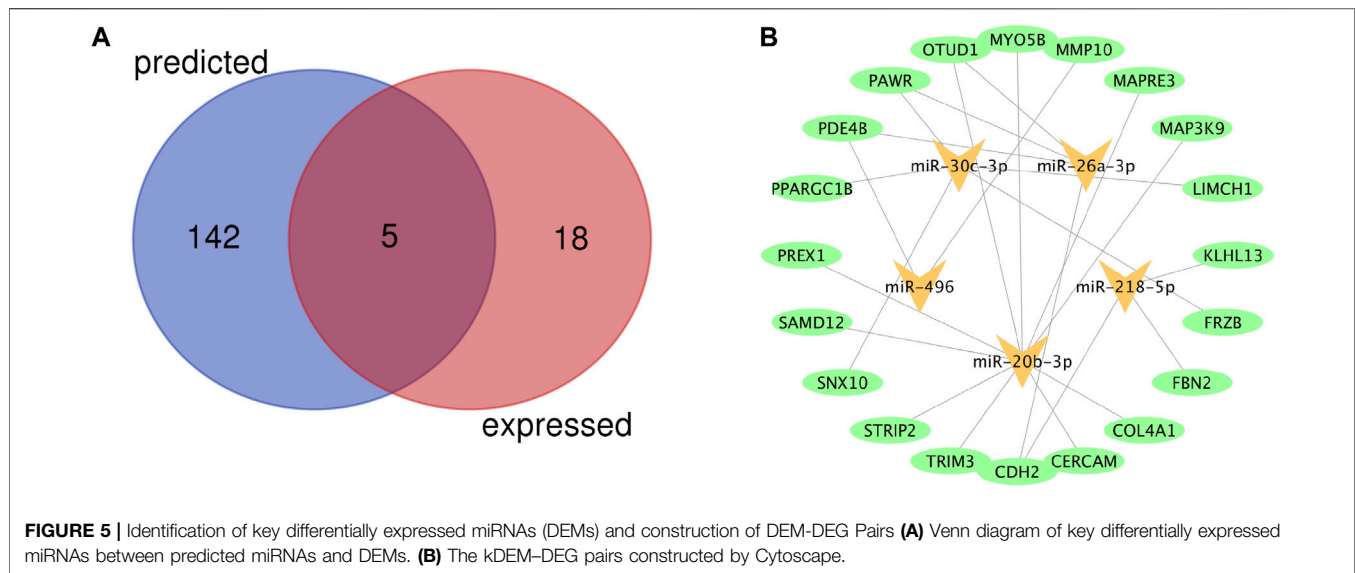 A
predicted
142
5
18
expressed
B
MYO5B
OTUD1
MMP10
PAWR
MAPRE3
PDE4B
MAP3K9
miR-30c-3p
miR-26a-3p
PPARGC1B
LIMCH1
PREX1
KLHL13
miR-496
miR-218-5p
SAMD12
FRZB
miR-20b-3p
SNX10
FBN2
STRIP2
COL4A1
TRIM3
CDH2
CERCAM
FIGURE 5 | Identification of key differentially expressed miRNAs (DEMs) and construction of DEM-DEG Pairs (A) Venn diagram of key differentially expressed
miRNAs between predicted miRNAs and DEMs. (B) The kDEM–DEG pairs constructed by Cytoscape.